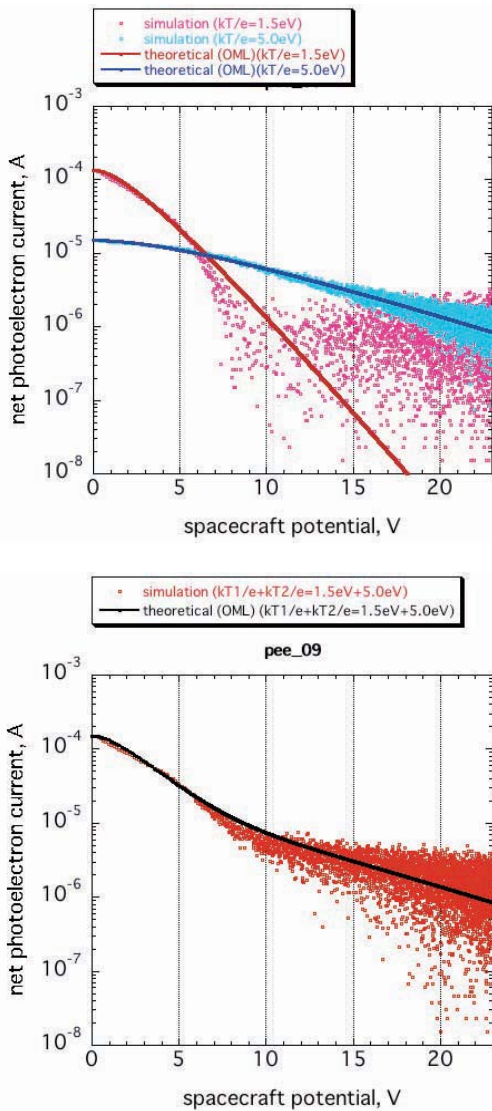 simulation (kT/e=1.5eV)
simulation (kT/e=5.0eV)
theoretical (OML)(kT/e=1.5eV)
theoretical (OML)(kT/e=5.0eV)
10-3
10-4
10-5
10-6
10-7
10-8
net photoelectron current, A
0 5 10 15 20
spacecraft potential, V
simulation (kT1/e+kT2/e=1.5eV+5.0eV)
theoretical (OML) (kT1/e+kT2/e=1.5eV+5.0eV)
pee_09
10-3
10-4
10-5
10-6
10-7
10-8
net photoelectron current, A
0 5 10 15 20
spacecraft potential, V